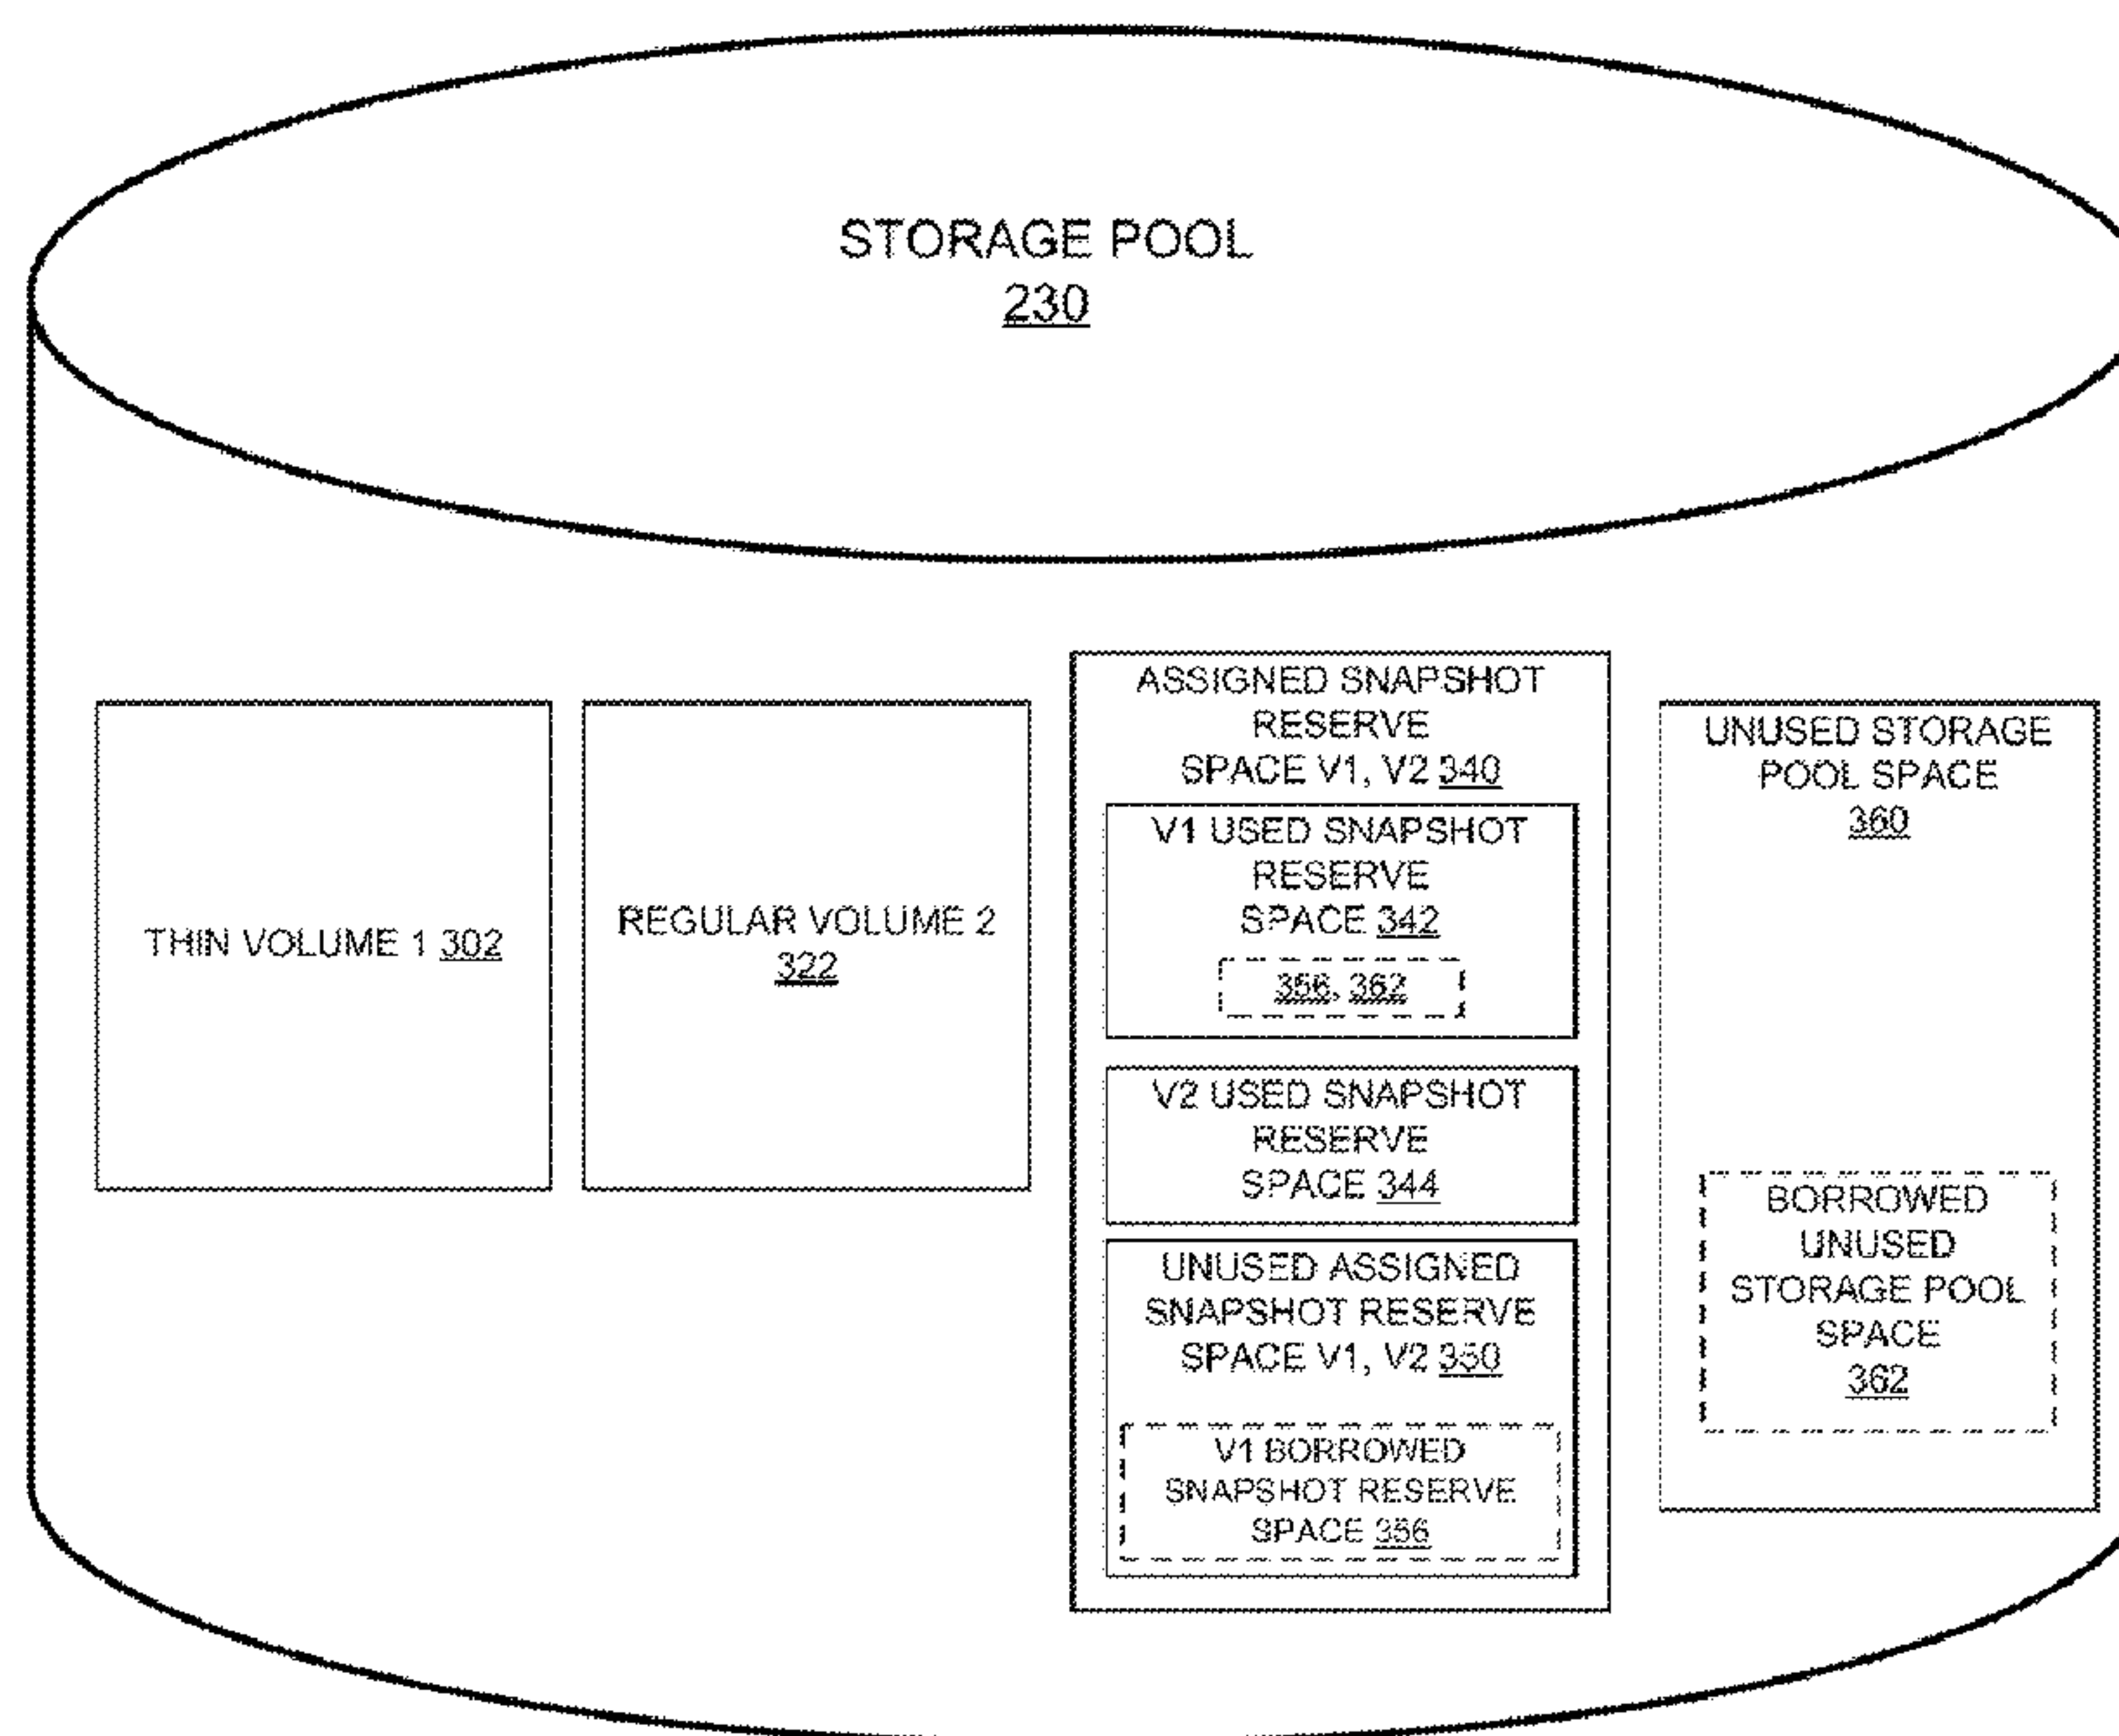 STORAGE POOL
230
THIN VOLUME 1 302
REGULAR VOLUME 2
322
ASSIGNED SNAPSHOT
RESERVE
SPACE V1, V2 340
V1 USED SNAPSHOT
RESERVE
SPACE 342
356, 362
V2 USED SNAPSHOT
RESERVE
SPACE 344
UNUSED ASSIGNED
SNAPSHOT RESERVE
SPACE V1, V2 350
V1 BORROWED
SNAPSHOT RESERVE
SPACE 356
UNUSED STORAGE
POOL SPACE
360
BORROWED
UNUSED
STORAGE POOL
SPACE
362